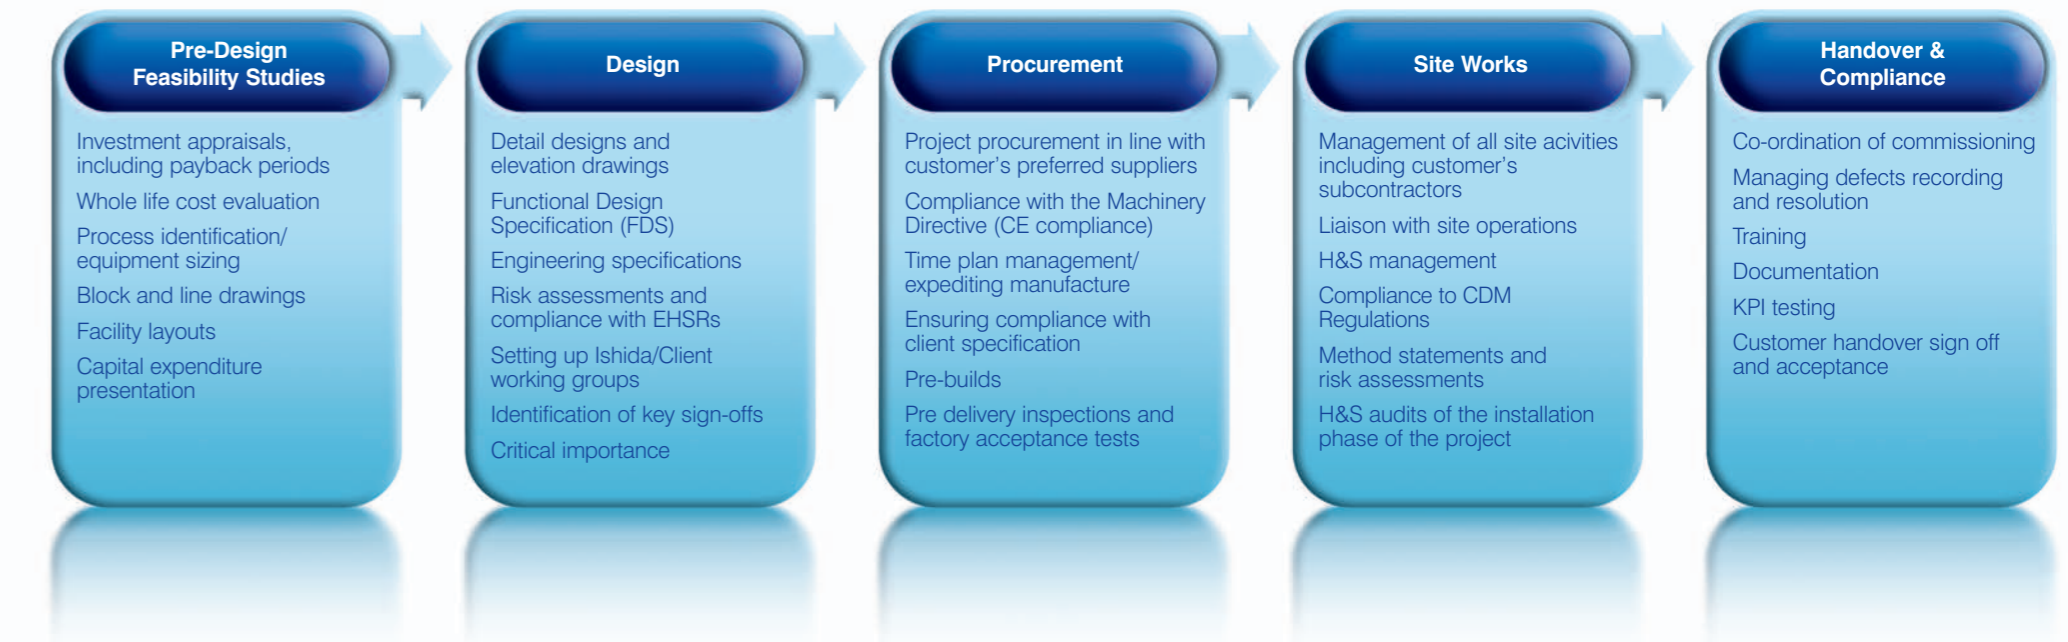 Pre-Design
Feasibility Studies
Investment appraisals,
including payback periods
Whole life cost evaluation
Process identification/
equipment sizing
Block and line drawings
Facility layouts
Capital expenditure
presentation
Design
Detail designs and
elevation drawings
Functional Design
Specification (FDS)
Engineering specifications
Risk assessments and
compliance with EHSRs
Setting up Ishida/Client
working groups
Identification of key sign-offs
Critical importance
Procurement
Project procurement in line with
customer's preferred suppliers
Compliance with the Machinery
Directive (CE compliance)
Time plan management/
expediting manufacture
Ensuring compliance with
client specification
Pre-builds
Pre delivery inspections and
factory acceptance tests
Site Works
Management of all site acivities
including customer's
subcontractors
Liaison with site operations
H&S management
Compliance to CDM
Regulations
Method statements and
risk assessments
H&S audits of the installation
phase of the project
Handover &
Compliance
Co-ordination of commissioning
Managing defects recording
and resolution
Training
Documentation
KPI testing
Customer handover sign off
and acceptance